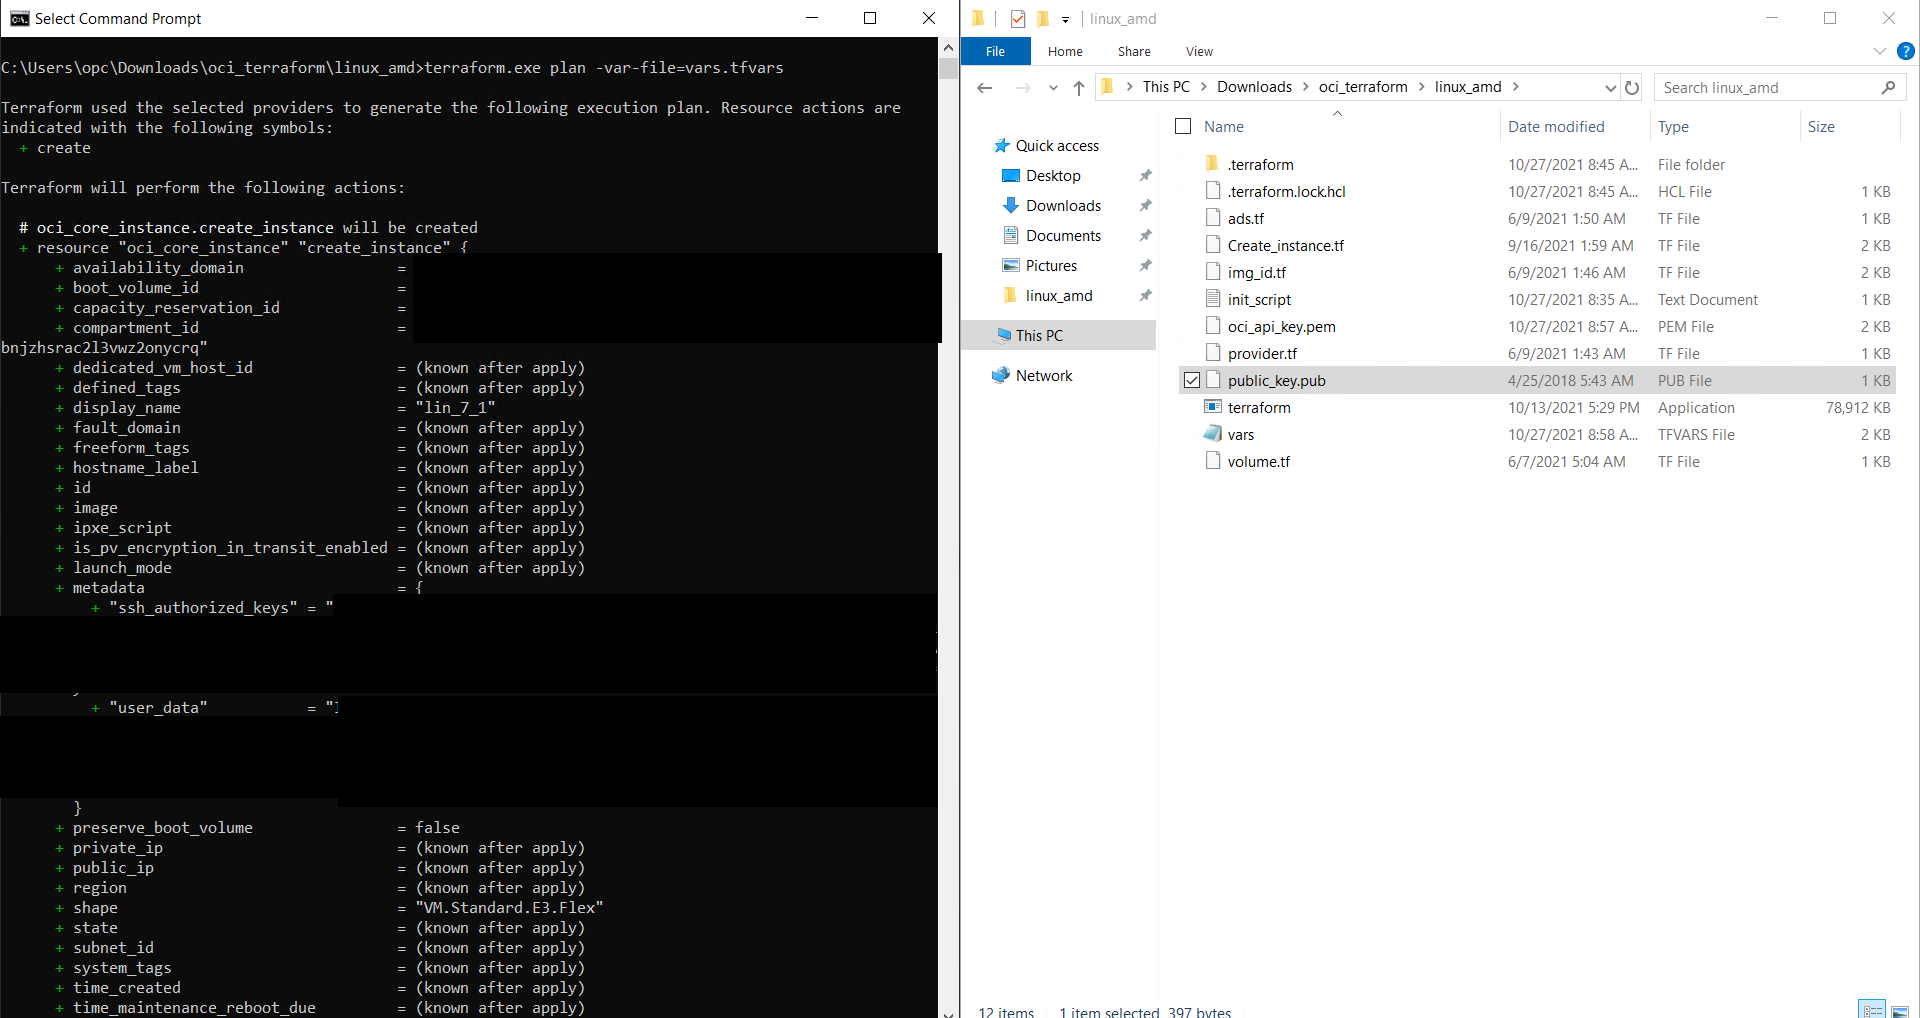 Select Command Prompt
C:\Users\opc\Downloads\oci_terraform\linux_amd>terraform.exe plan -var-file=vars.tfvars
Terraform used the selected providers to generate the following execution plan. Resource actions are
indicated with the following symbols:
+ create
Terraform will perform the following actions:
# oci_core_instance.create_instance will be created
+ resource "oci_core_instance" "create_instance" {
+ availability_domain =
+ boot_volume_id =
+ capacity_reservation_id =
+ compartment_id =
bnjzhsrac2l3vwz2onycrq"
+ dedicated_vm_host_id = (known after apply)
+ defined_tags = (known after apply)
+ display_name = "lin_7_1"
+ fault_domain = (known after apply)
+ freeform_tags = (known after apply)
+ hostname_label = (known after apply)
+ id = (known after apply)
+ image = (known after apply)
+ ipxe_script = (known after apply)
+ is_pv_encryption_in_transit_enabled = (known after apply)
+ launch_mode = (known after apply)
+ metadata = {
+ "ssh_authorized_keys" = "
+ "user_data" = "
}
+ preserve_boot_volume = false
+ private_ip = (known after apply)
+ public_ip = (known after apply)
+ region = (known after apply)
+ shape = "VM.Standard.E3.Flex"
+ state = (known after apply)
+ subnet_id = (known after apply)
+ system_tags = (known after apply)
+ time_created = (known after apply)
+ time_maintenance_reboot_due = (known after apply)
linux_amd
File Home Share View
This PC > Downloads > oci_terraform > linux_amd >
Search linux_amd
Quick access
Desktop
Downloads
Documents
Pictures
linux_amd
This PC
Network
Name Date modified Type Size
.terraform 10/27/2021 8:45 A... File folder
.terraform.lock.hcl 10/27/2021 8:45 A... HCL File 1 KB
ads.tf 6/9/2021 1:50 AM TF File 1 KB
Create_instance.tf 9/16/2021 1:59 AM TF File 2 KB
img_id.tf 6/9/2021 1:46 AM TF File 2 KB
init_script 10/27/2021 8:35 A... Text Document 1 KB
oci_api_key.pem 10/27/2021 8:57 A... PEM File 2 KB
provider.tf 6/9/2021 1:43 AM TF File 1 KB
public_key.pub 4/25/2018 5:43 AM PUB File 1 KB
terraform 10/13/2021 5:29 PM Application 78,912 KB
vars 10/27/2021 8:58 A... TFVARS File 2 KB
volume.tf 6/7/2021 5:04 AM TF File 1 KB
12 items 1 item selected 397 bytes